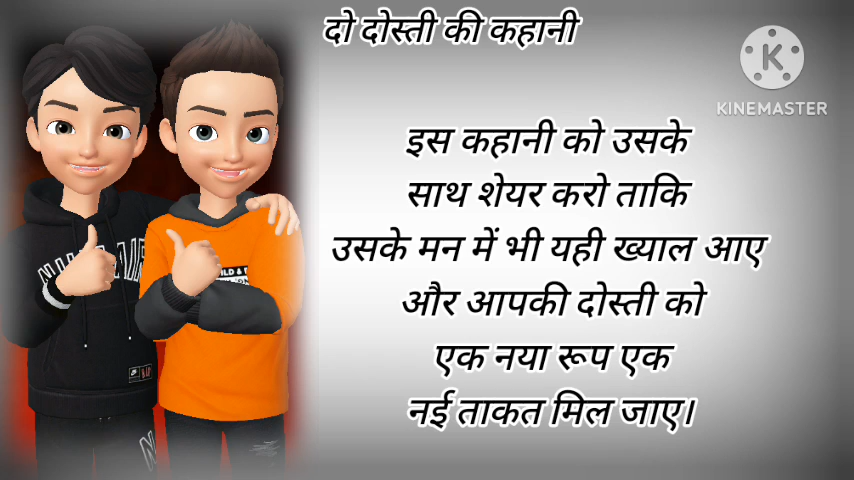 दो दोस्ती की कहानी
KINEMASTER
इस कहानी को उसके
साथ शेयर करो ताकि
उसके मन में भी यही ख्याल आए
और आपकी दोस्ती को
एक नया रूप एक
नई ताकत मिल जाए।